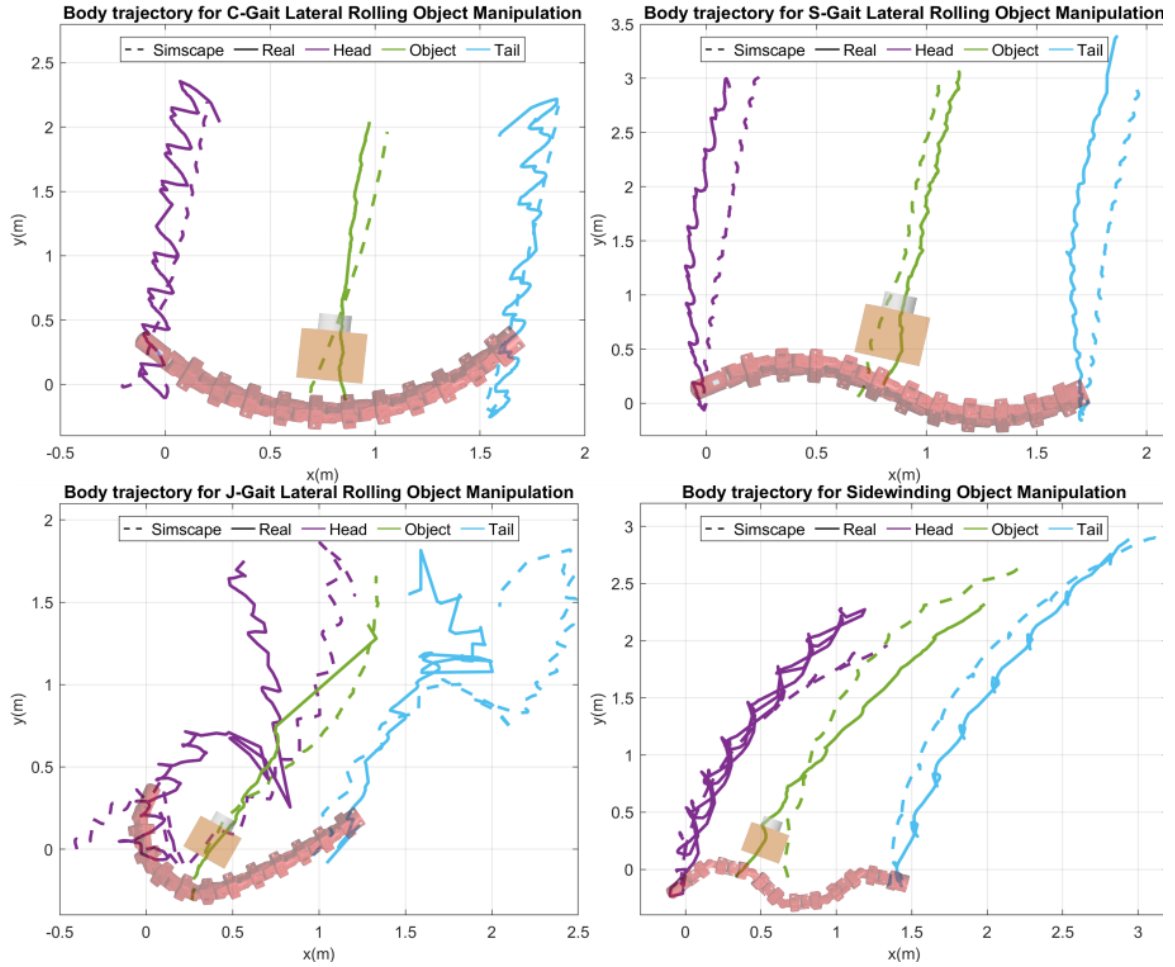 Body trajectory for C-Gait Lateral Rolling Object Manipulation
Simscape Real Head Object Tail
2.5
2
1.5
1
0.5
0
y(m)
-0.5 0 0.5 1 1.5 2
x(m)
Body trajectory for S-Gait Lateral Rolling Object Manipulation
Simscape Real Head Object Tail
3.5
3
2.5
2
1.5
1
0.5
0
y(m)
0 0.5 1 1.5 2
x(m)
Body trajectory for J-Gait Lateral Rolling Object Manipulation
Simscape Real Head Object Tail
2
1.5
1
0.5
0
y(m)
-0.5 0 0.5 1 1.5 2 2.5
x(m)
Body trajectory for Sidewinding Object Manipulation
Simscape Real Head Object Tail
3
2.5
2
1.5
1
0.5
0
y(m)
0 0.5 1 1.5 2 2.5 3
x(m)